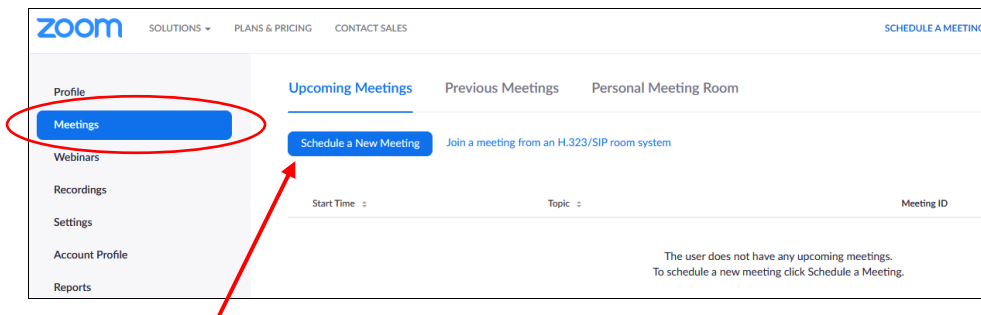 zoom SOLUTIONS PLANS & PRICING CONTACT SALES SCHEDULE A MEETING
Profile
Meetings
Webinars
Recordings
Settings
Account Profile
Reports
Upcoming Meetings Previous Meetings Personal Meeting Room
Schedule a New Meeting Join a meeting from an H.323/SIP room system
Start Time Topic Meeting ID
The user does not have any upcoming meetings.
To schedule a new meeting click Schedule a Meeting.